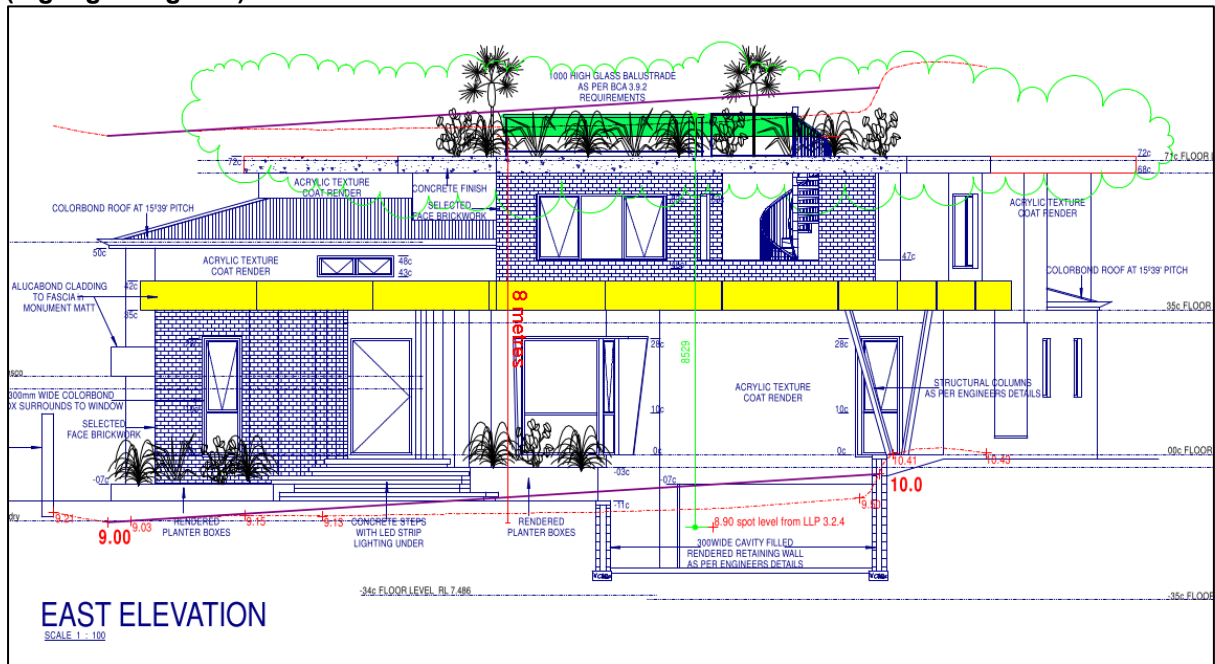 1000 HIGH GLASS BALUSTRADE
AS PER BCA 3.9.2
REQUIREMENTS
72c
72c
71c FLOOR
68c
ACRYLIC TEXTURE
COAT RENDER
CONCRETE FINISH
SELECTED
FACE BRICKWORK
ACRYLIC TEXTURE
COAT RENDER
COLORBOND ROOF AT 15°39' PITCH
50c
ACRYLIC TEXTURE
COAT RENDER
48c
43c
47c
COLORBOND ROOF AT 15°39' PITCH
ALUCABOND CLADDING
TO FASCIA IN
MONUMENT MATT
42c
35c
35c FLOOR
8 metres
8529
28c
28c
300mm WIDE COLORBOND
SURROUNDS TO WINDOW
ACRYLIC TEXTURE
COAT RENDER
STRUCTURAL COLUMNS
AS PER ENGINEERS DETAILS
10c
10c
SELECTED
FACE BRICKWORK
0c
0c
00c FLOOR
10.41
10.43
-03c
-07c
-07c
10.0
-11c
9.50
9.21
9.03
9.15
9.13
9.00
RENDERED
PLANTER BOXES
CONCRETE STEPS
WITH LED STRIP
LIGHTING UNDER
RENDERED
PLANTER BOXES
8.90 spot level from LLP 3.2.4
300WIDE CAVITY FILLED
RENDERED RETAINING WALL
AS PER ENGINEERS DETAILS
-34c FLOOR LEVEL RL 7.486
-35c FLOOR
EAST ELEVATION
SCALE 1 : 100